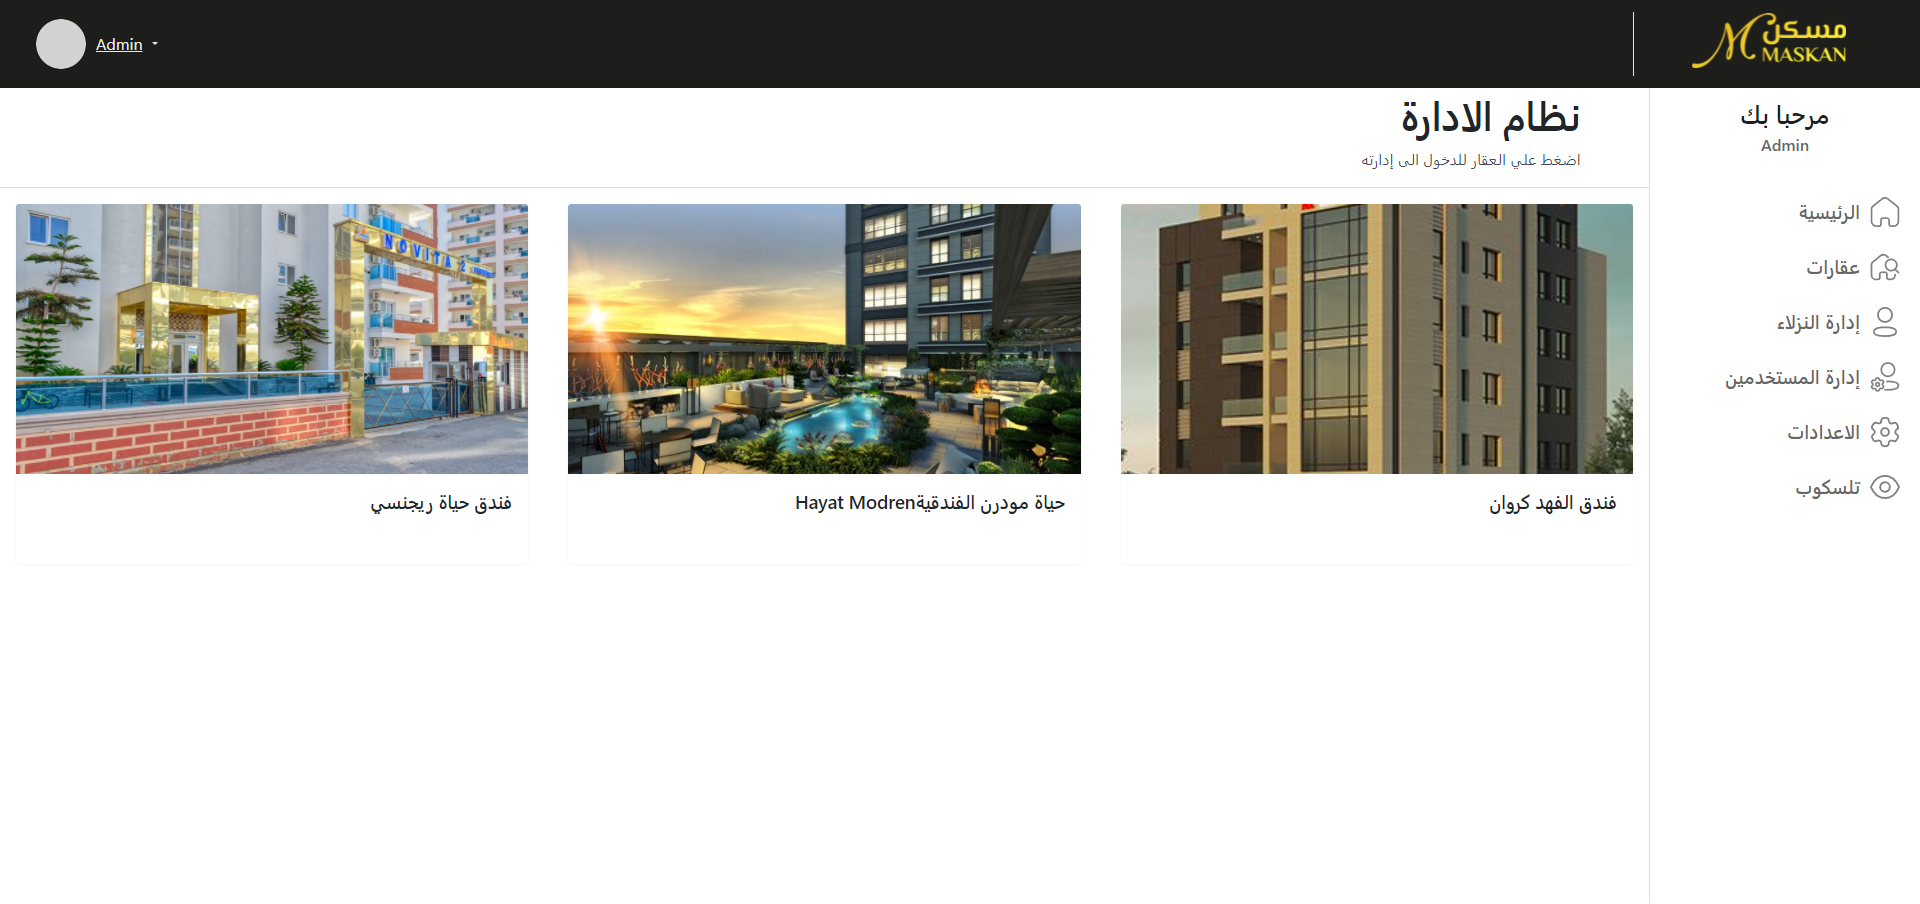 مسكن
MASKAN
Admin
مرحبا بك
Admin
الرئيسية
عقارات
إدارة النزلاء
إدارة المستخدمين
الاعدادات
تلسكوب
نظام الادارة
اضغط علي العقار للدخول الى إدارته
فندق الفهد كروان
حياة مودرن الفندقيةHayat Modren
NOVITA 2
فندق حياة ريجنسي